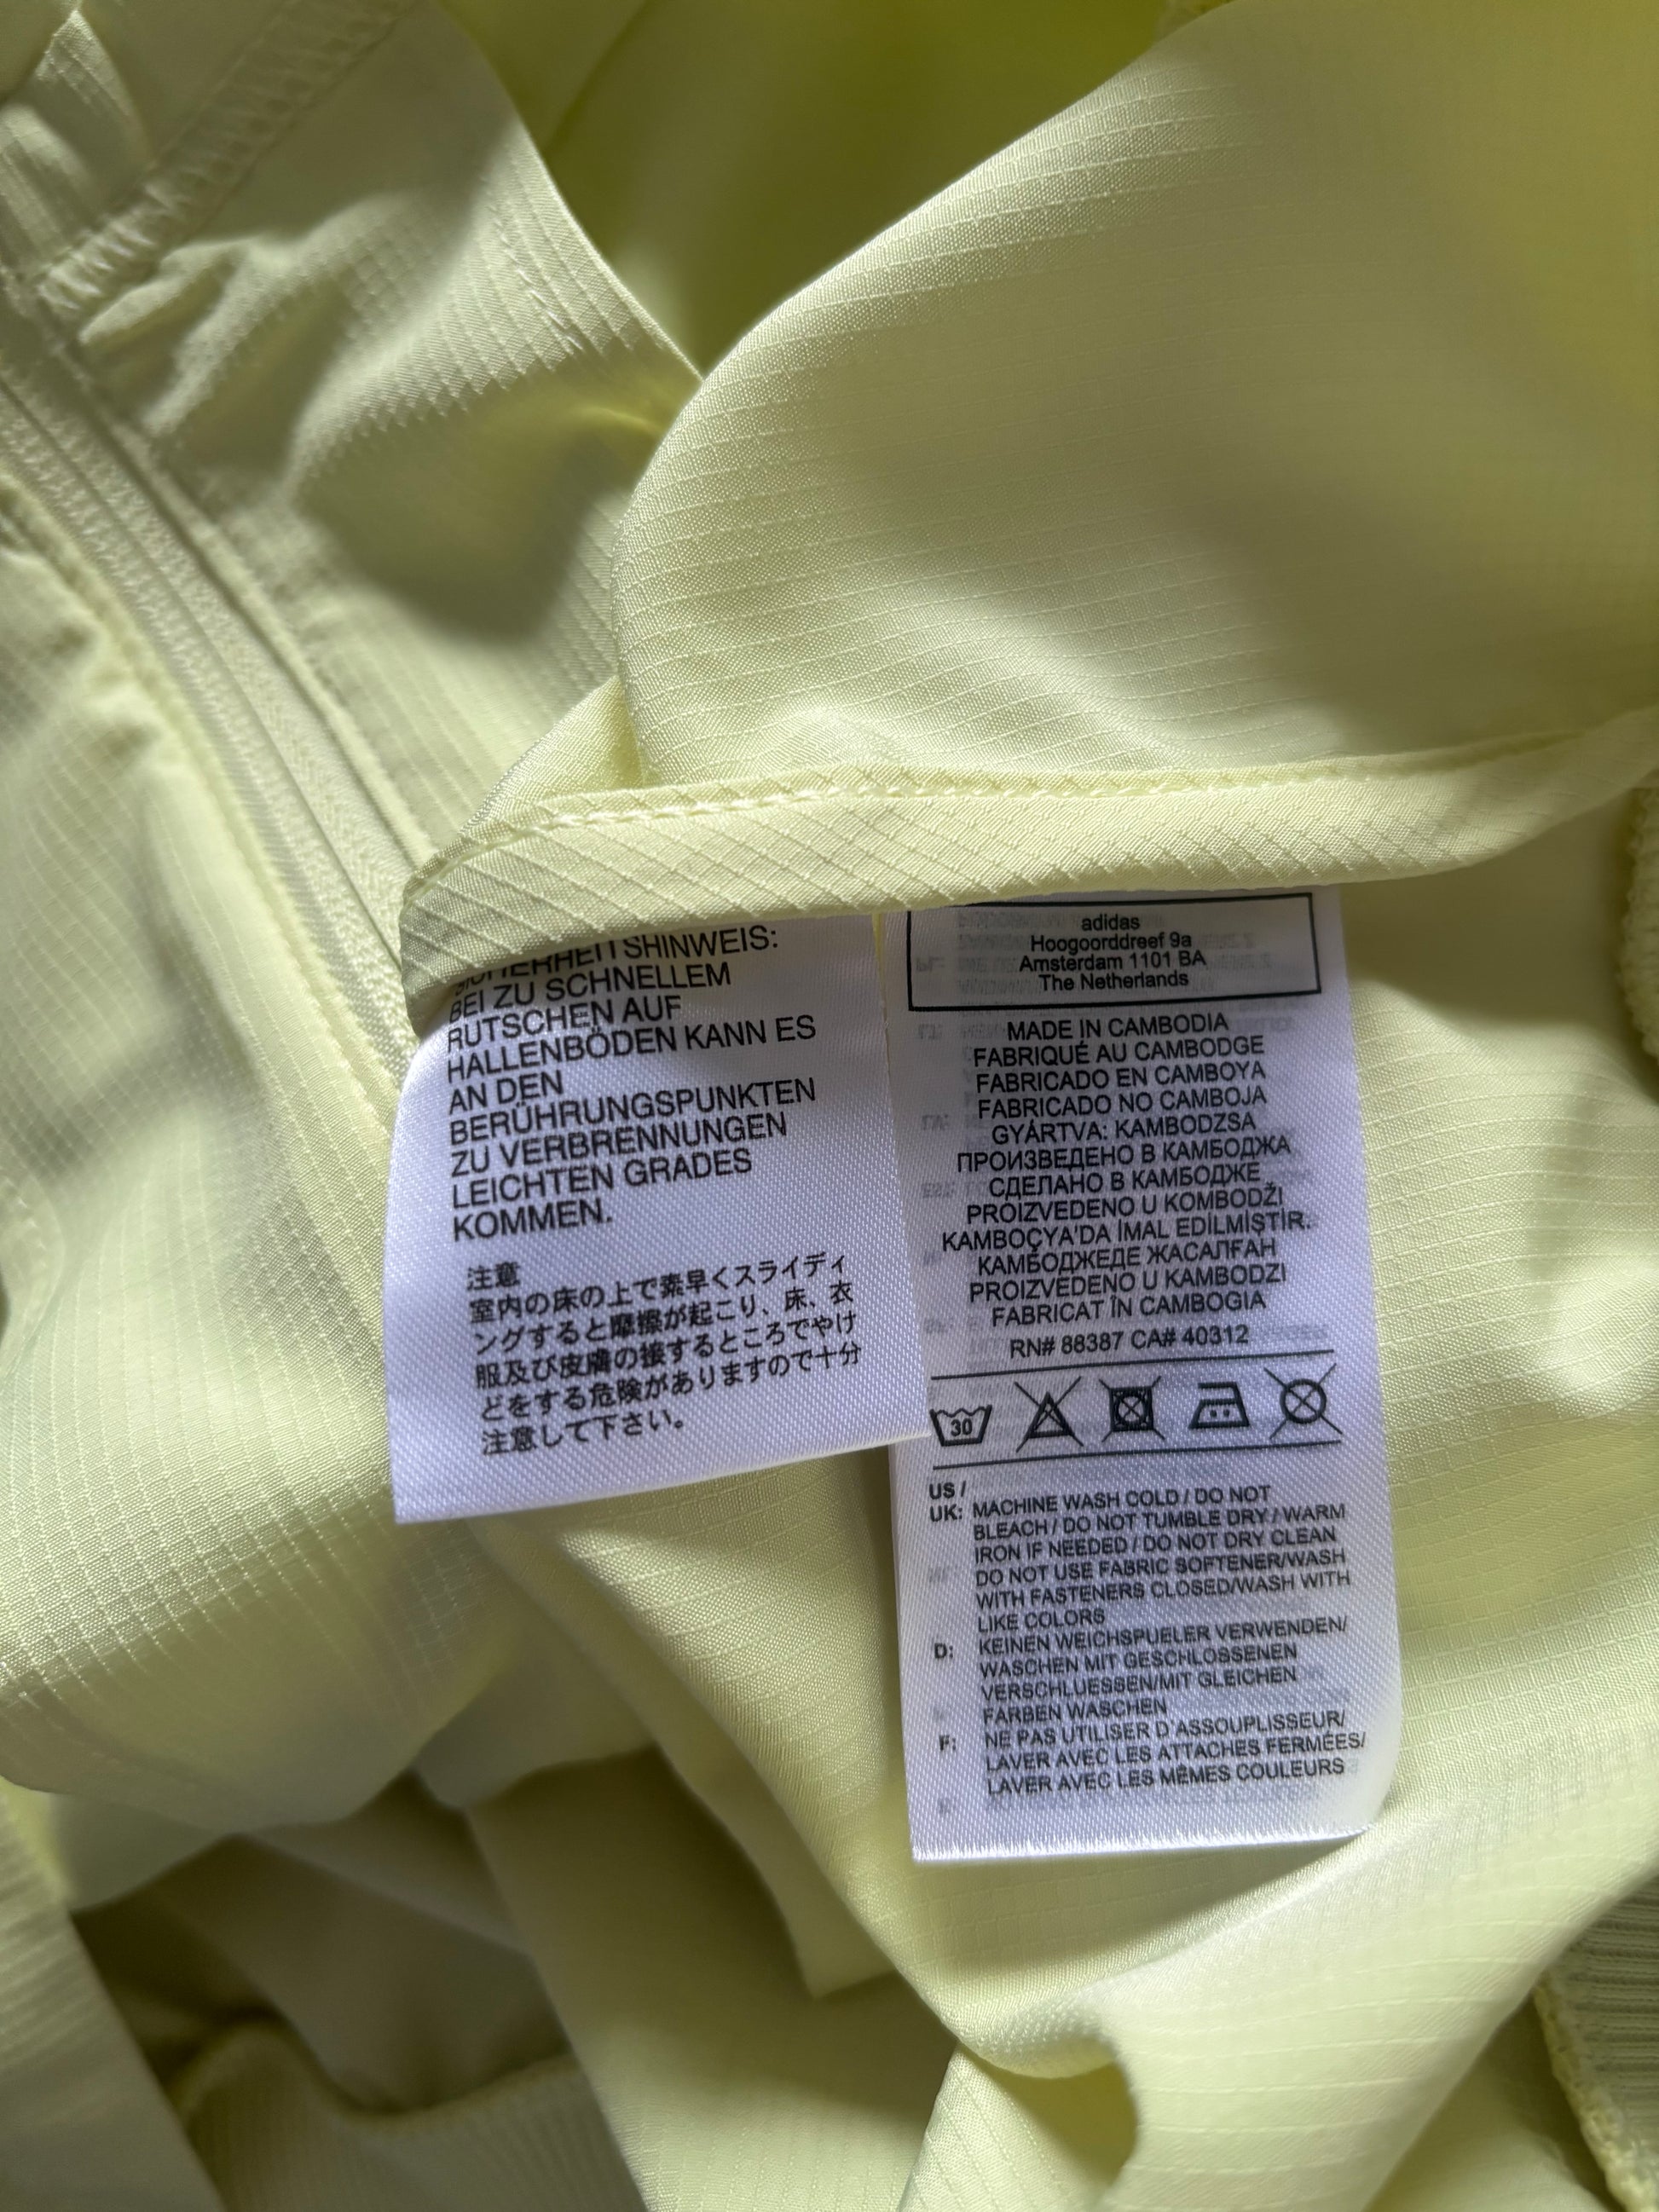 SICHERHEITSHINWEIS:
BEI ZU SCHNELLEM
RUTSCHEN AUF
HALLENBÖDEN KANN ES
AN DEN
BERÜHRUNGSPUNKTEN
ZU VERBRENNUNGEN
LEICHTEN GRADES
KOMMEN.
注意
室内の床の上で素早くスライディ
ングすると摩擦が起こり、床、衣
服及び皮膚の接するところでやけ
どをする危険がありますので十分
注意して下さい。
adidas
Hoogoorddreef 9a
Amsterdam 1101 BA
The Netherlands
MADE IN CAMBODIA
FABRIQUÉ AU CAMBODGE
FABRICADO EN CAMBOYA
FABRICADO NO CAMBOJA
GYÁRTVA: KAMBODZSA
ПРОИЗВЕДЕНО В КАМБОДЖА
СДЕЛАНО В КАМБОДЖЕ
PROIZVEDENO U KOMBODŽI
KAMBOÇYA'DA İMAL EDİLMİŞTİR.
КАМБОДЖЕДЕ ЖАСАЛҒАН
PROIZVEDENO U KAMBODZI
FABRICAT ÎN CAMBOGIA
RN# 88387 CA# 40312
30
US /
UK: MACHINE WASH COLD / DO NOT
BLEACH / DO NOT TUMBLE DRY / WARM
IRON IF NEEDED / DO NOT DRY CLEAN
DO NOT USE FABRIC SOFTENER/WASH
WITH FASTENERS CLOSED/WASH WITH
LIKE COLORS
D: KEINEN WEICHSPUELER VERWENDEN/
WASCHEN MIT GESCHLOSSENEN
VERSCHLUESSEN/MIT GLEICHEN
FARBEN WASCHEN
F: NE PAS UTILISER D'ASSOUPLISSEUR/
LAVER AVEC LES ATTACHES FERMÉES/
LAVER AVEC LES MÊMES COULEURS